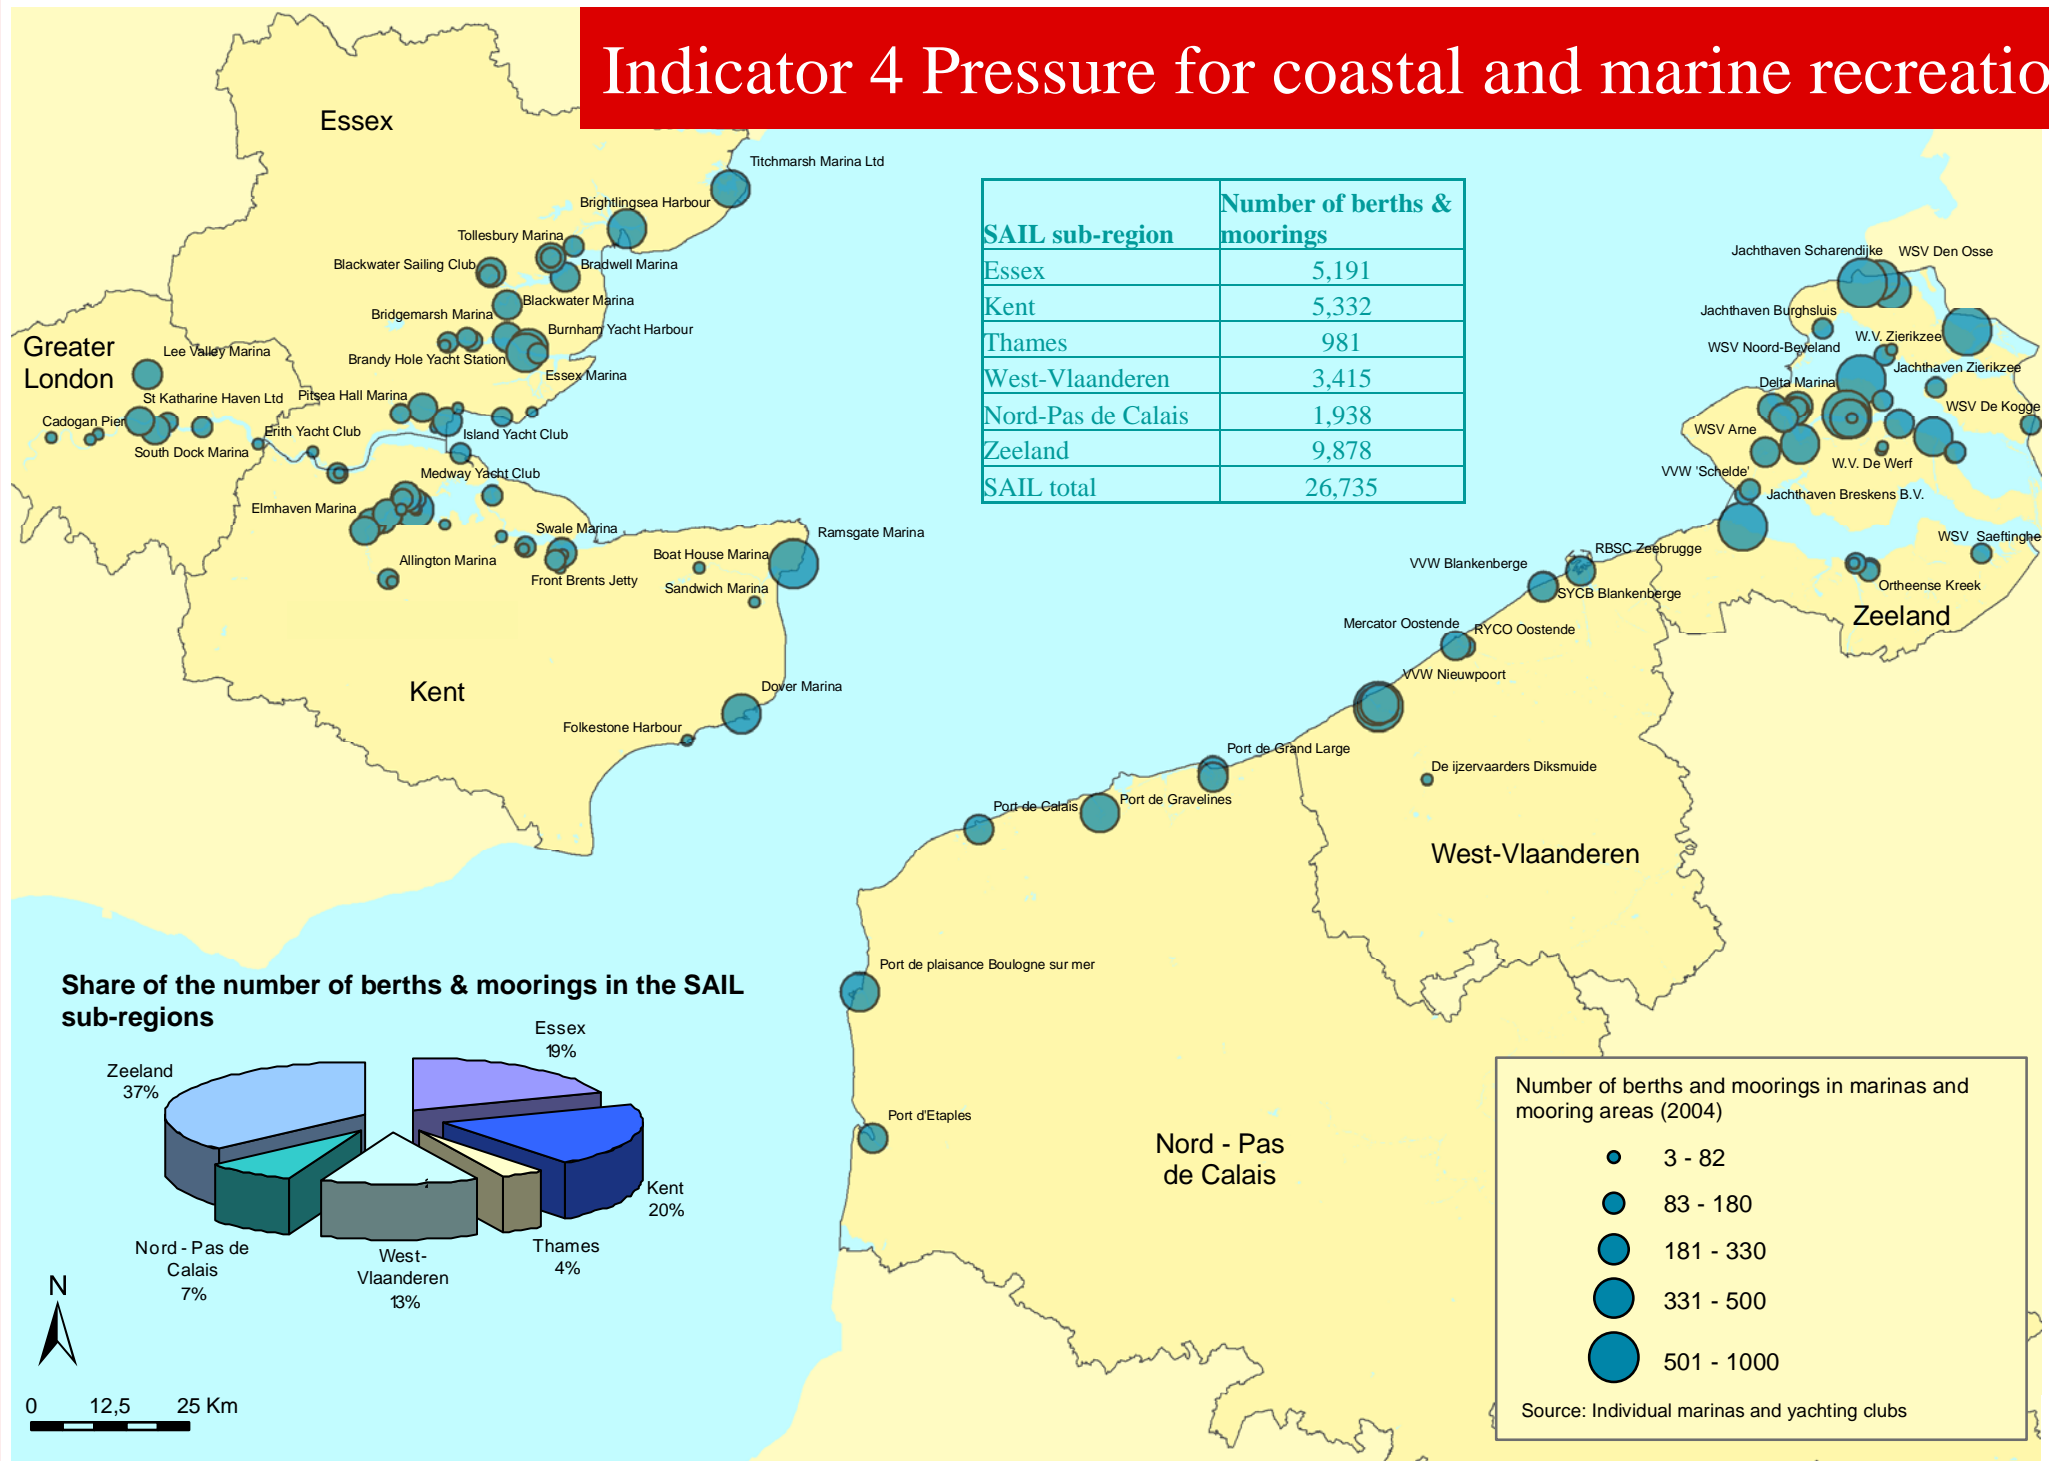 Indicator 4 Pressure for coastal and marine recreatio
Essex
Titchmarsh Marina Ltd
Brightlingsea Harbour
Tollesbury Marina
Blackwater Sailing Club
Bradwell Marina
Blackwater Marina
Bridgemarsh Marina
Burnham Yacht Harbour
Brandy Hole Yacht Station
Essex Marina
Greater
London
Lee Valley Marina
St Katharine Haven Ltd
Pitsea Hall Marina
Cadogan Pier
Erith Yacht Club
Island Yacht Club
South Dock Marina
Medway Yacht Club
Elmhaven Marina
Swale Marina
Ramsgate Marina
Boat House Marina
Allington Marina
Front Brents Jetty
Sandwich Marina
Kent
Dover Marina
Folkestone Harbour
SAIL sub-region Number of berths &
moorings
Essex 5,191
Kent 5,332
Thames 981
West-Vlaanderen 3,415
Nord-Pas de Calais 1,938
Zeeland 9,878
SAIL total 26,735
Jachthaven Scharendijke
WSV Den Osse
Jachthaven Burghsluis
W.V. Zierikzee
WSV Noord-Beveland
Jachthaven Zierikzee
Delta Marina
WSV De Kogge
WSV Arne
W.V. De Werf
VVW 'Schelde'
Jachthaven Breskens B.V.
WSV Saeftinghe
RBSC Zeebrugge
VVW Blankenberge
Ortheense Kreek
SYCB Blankenberge
Zeeland
Mercator Oostende
RYCO Oostende
VVW Nieuwpoort
Port de Grand Large
De ijzervaarders Diksmuide
Port de Calais
Port de Gravelines
West-Vlaanderen
Port de plaisance Boulogne sur mer
Port d'Etaples
Nord - Pas
de Calais
Share of the number of berths & moorings in the SAIL
sub-regions
Essex
19%
Zeeland
37%
Kent
20%
Thames
4%
West-
Vlaanderen
13%
Nord - Pas de
Calais
7%
N
0 12,5 25 Km
Number of berths and moorings in marinas and
mooring areas (2004)
3 - 82
83 - 180
181 - 330
331 - 500
501 - 1000
Source: Individual marinas and yachting clubs